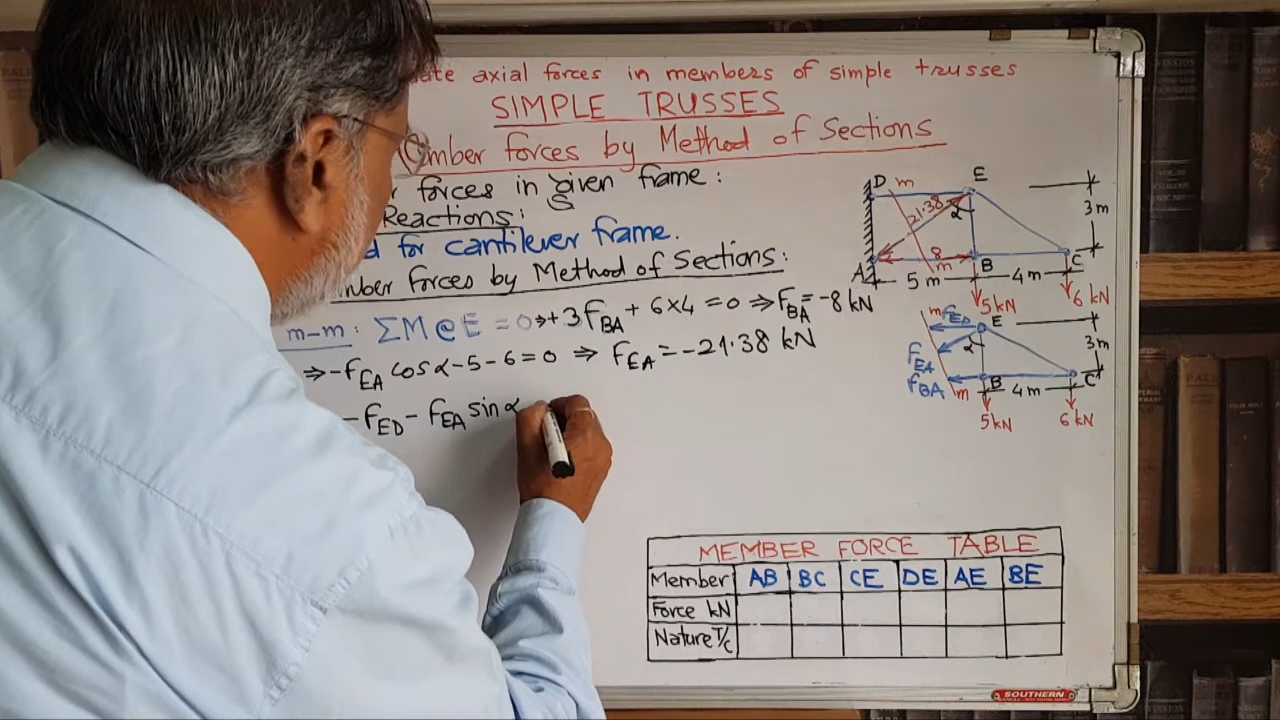 ate axial forces in members of simple trusses
SIMPLE TRUSSES
mber forces by Method of Sections
forces in given frame:
Reactions:
d for cantilever frame.
mber forces by Method of Sections:
m-m: ΣM@E = 0 ⇒ +3F_BA + 6×4 = 0 ⇒ F_BA = -8 kN
⇒ -F_EA cos α - 5 - 6 = 0 ⇒ F_EA = -21.38 kN
-F_ED - F_EA sin α
D m E
21.38 α 3m
8
A m B C
5 m 4 m
5kN 6 kN
m F_ED E
F_EA α 3m
F_BA m B 4 m C
5kN 6kN
MEMBER FORCE TABLE
Member AB BC CE DE AE BE
Force kN
Nature T/C
SOUTHERN